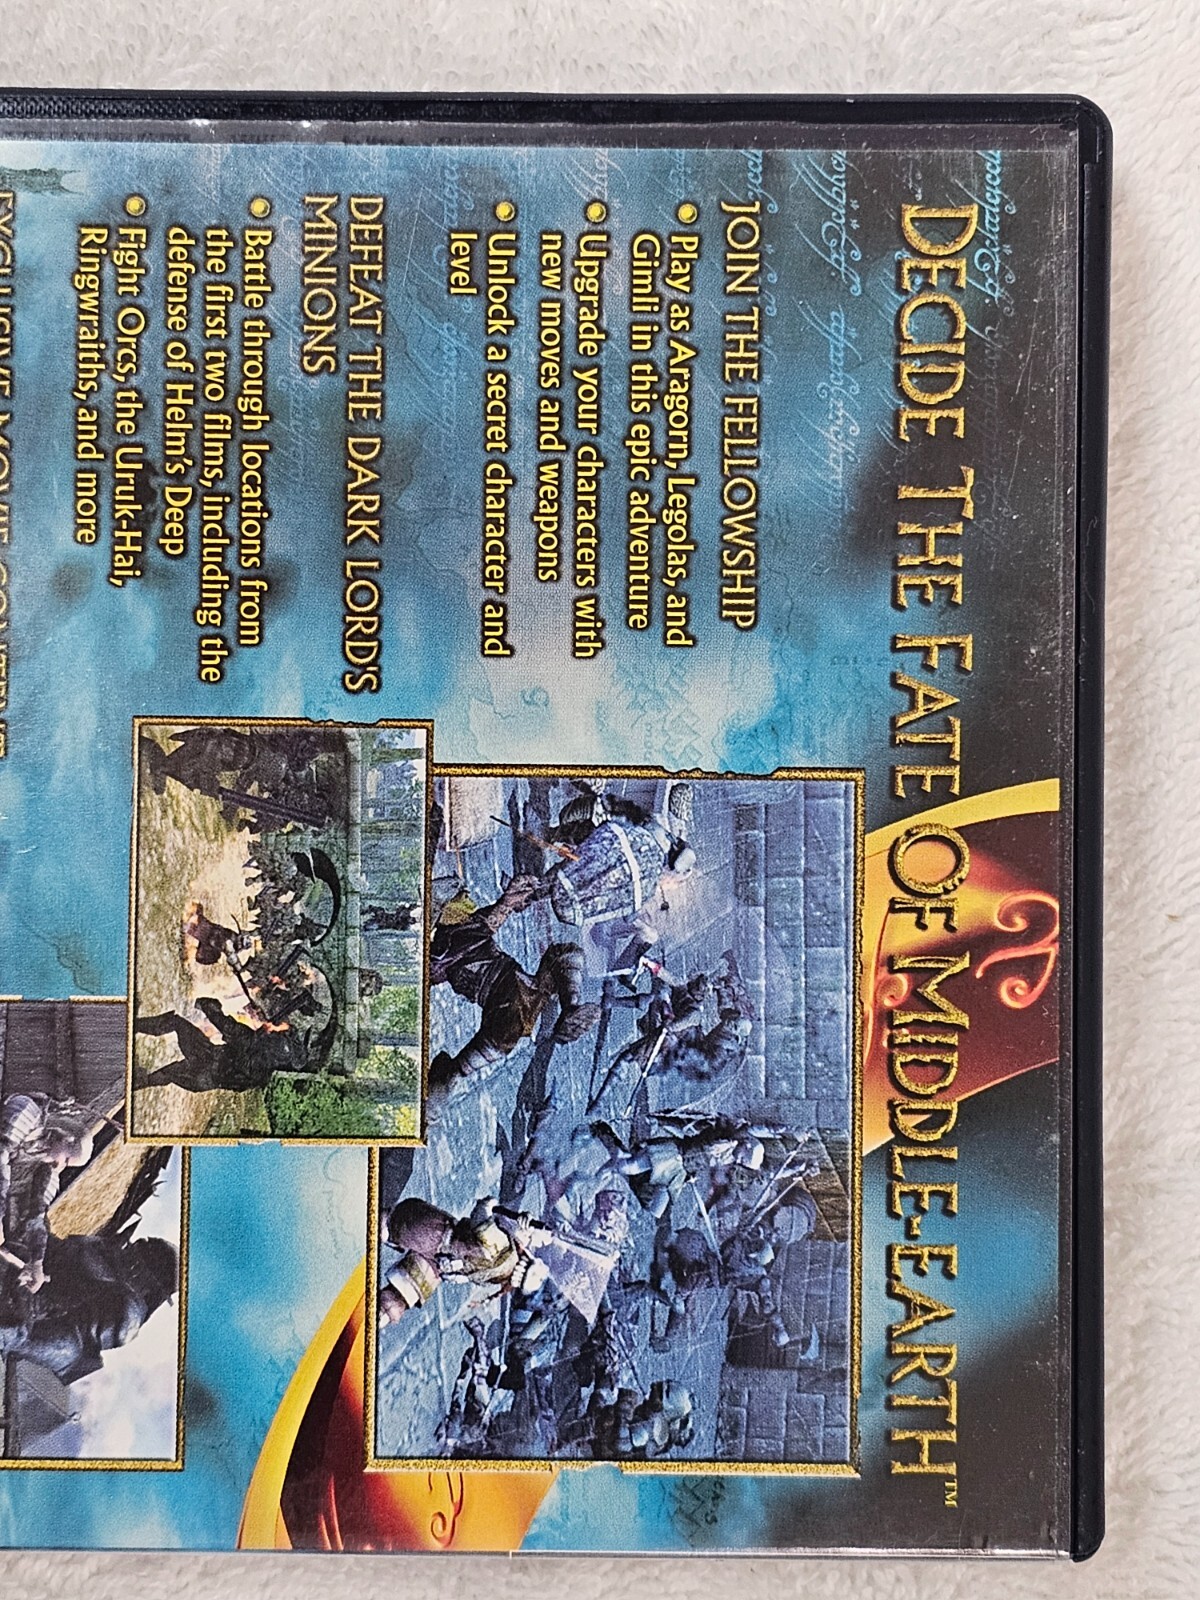 DECIDE THE FATE OF MIDDLE-EARTH™
JOIN THE FELLOWSHIP
• Play as Aragorn, Legolas, and
Gimli in this epic adventure
• Upgrade your characters with
new moves and weapons
• Unlock a secret character and
level
DEFEAT THE DARK LORD'S
MINIONS
• Battle through locations from
the first two films, including the
defense of Helm's Deep
• Fight Orcs, the Uruk-Hai,
Ringwraiths, and more
EXCLUSIVE MOVIE CONTENT